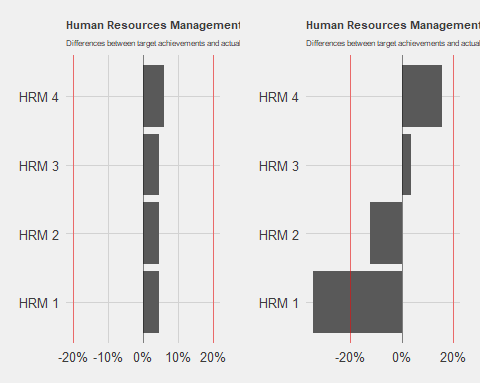 Human Resources Management
Differences between target achievements and actual
HRM 4
HRM 3
HRM 2
HRM 1
-20% -10% 0% 10% 20%
Human Resources Management
Differences between target achievements and actual
HRM 4
HRM 3
HRM 2
HRM 1
-20% 0% 20%